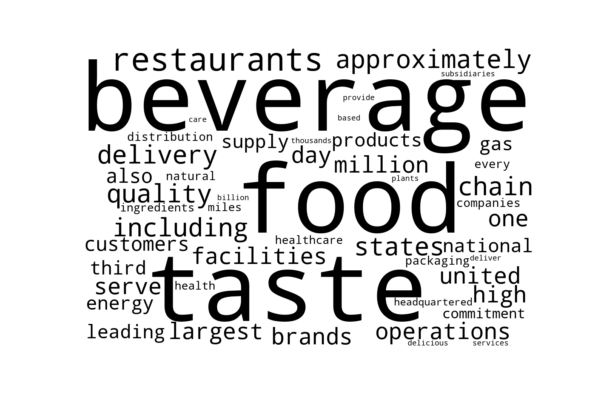 restaurants approximately
subsidiaries
beverage
provide
care based
distribution supply thousands products gas
delivery day million every
also natural plants
quality billion food chain
ingredients miles companies
including one
customers healthcare states national
facilities packaging deliver
third taste united
serve health high
energy headquartered
commitment
leading largest brands operations
delicious services